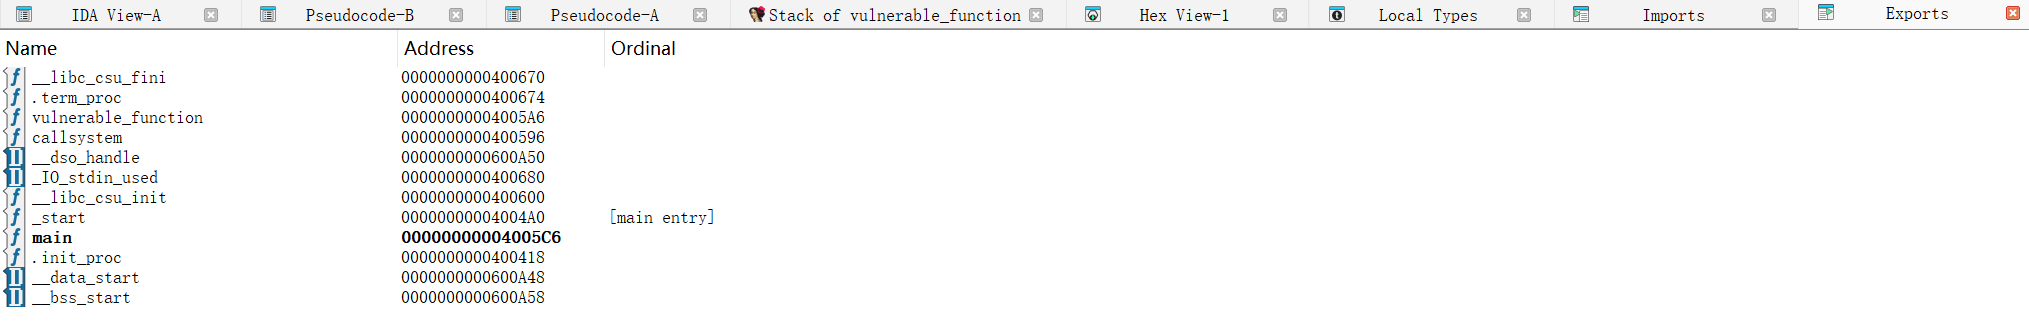 IDA View-A Pseudocode-B Pseudocode-A Stack of vulnerable_function Hex View-1 Local Types Imports Exports
Name Address Ordinal
__libc_csu_fini 0000000000400670
.term_proc 0000000000400674
vulnerable_function 00000000004005A6
callsystem 0000000000400596
__dso_handle 0000000000600A50
_IO_stdin_used 0000000000400680
__libc_csu_init 0000000000400600
_start 00000000004004A0 [main entry]
main 00000000004005C6
.init_proc 0000000000400418
__data_start 0000000000600A48
__bss_start 0000000000600A58